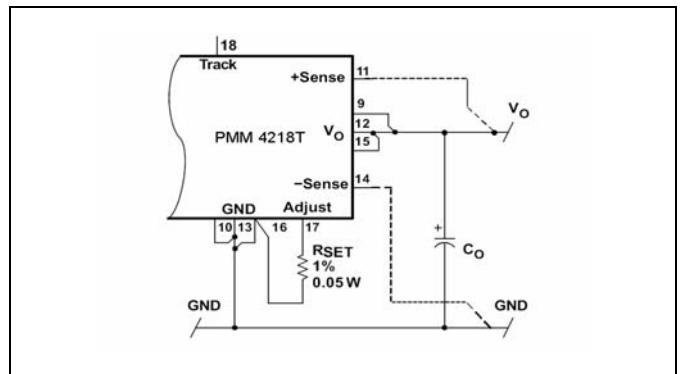 18
Track
+Sense
11
9
VO
PMM 4218T
VO
12
15
−Sense
14
GND
Adjust
10
13
16
17
RSET
1%
0.05 W
+
CO
GND
GND